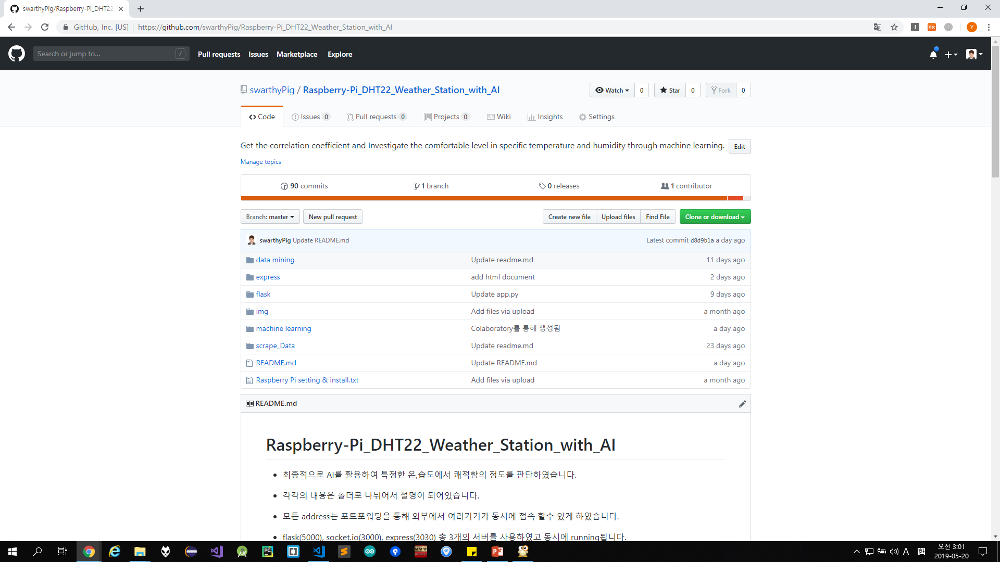 swarthyPig/Raspberry-Pi_DHT22
GitHub, Inc. [US] https://github.com/swarthyPig/Raspberry-Pi_DHT22_Weather_Station_with_AI
Search or jump to... / Pull requests Issues Marketplace Explore
swarthyPig / Raspberry-Pi_DHT22_Weather_Station_with_AI Watch 0 Star 0 Fork 0
Code Issues 0 Pull requests 0 Projects 0 Wiki Insights Settings
Get the correlation coefficient and Investigate the comfortable level in specific temperature and humidity through machine learning. Edit
Manage topics
90 commits 1 branch 0 releases 1 contributor
Branch: master New pull request Create new file Upload files Find File Clone or download
swarthyPig Update README.md Latest commit d8d9b1a a day ago
data mining Update readme.md 11 days ago
express add html document 2 days ago
flask Update app.py 9 days ago
img Add files via upload a month ago
machine learning Colaboratory를 통해 생성됨 a day ago
scrape_Data Update readme.md 23 days ago
README.md Update README.md a day ago
Raspberry Pi setting & install.txt Add files via upload a month ago
README.md
Raspberry-Pi_DHT22_Weather_Station_with_AI
최종적으로 AI를 활용하여 특정한 온,습도에서 쾌적함의 정도를 판단하였습니다.
각각의 내용은 폴더로 나뉘어서 설명이 되어있습니다.
모든 address는 포트포워딩을 통해 외부에서 여러기기가 동시에 접속 할수 있게 하였습니다.
flask(5000), socket.io(3000), express(3030) 총 3개의 서버를 사용하였고 동시에 running됩니다.
A 한 오전 3:01
2019-05-20